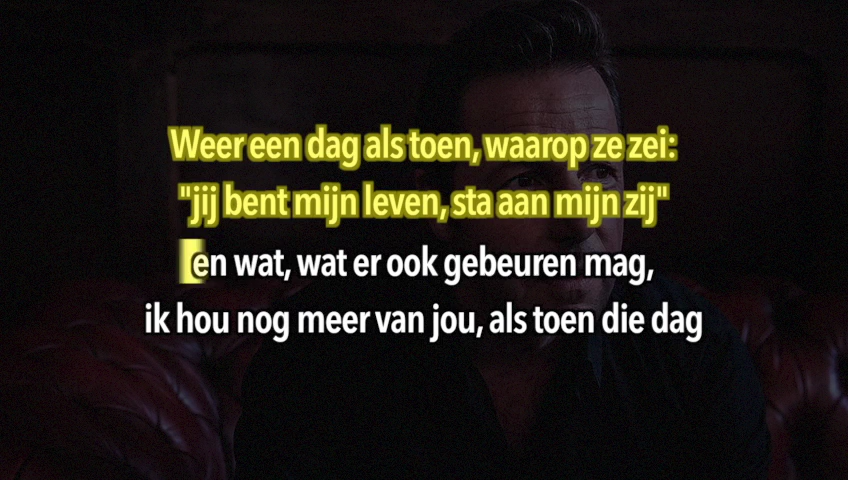 Weer een dag als toen, waarop ze zei:
"jij bent mijn leven, sta aan mijn zij"
en wat, wat er ook gebeuren mag,
ik hou nog meer van jou, als toen die dag